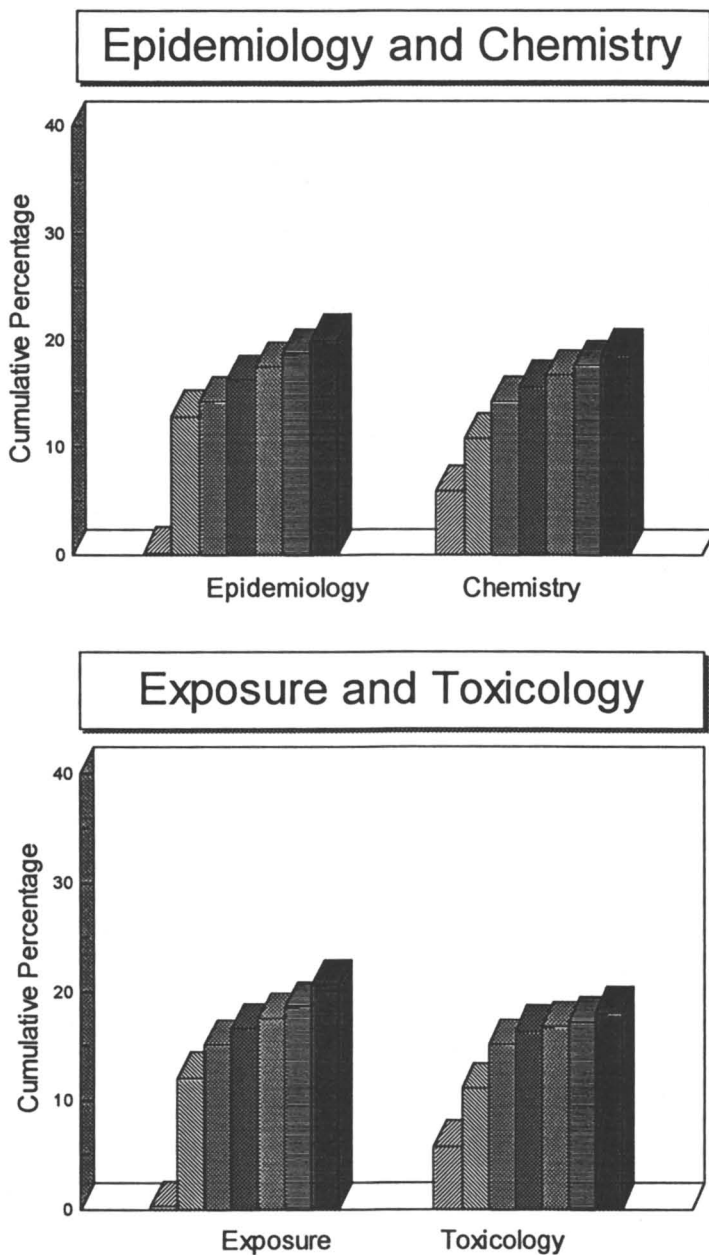 Epidemiology and Chemistry
40
30
20
10
0
Cumulative Percentage
Epidemiology Chemistry
Exposure and Toxicology
40
30
20
10
0
Cumulative Percentage
Exposure Toxicology